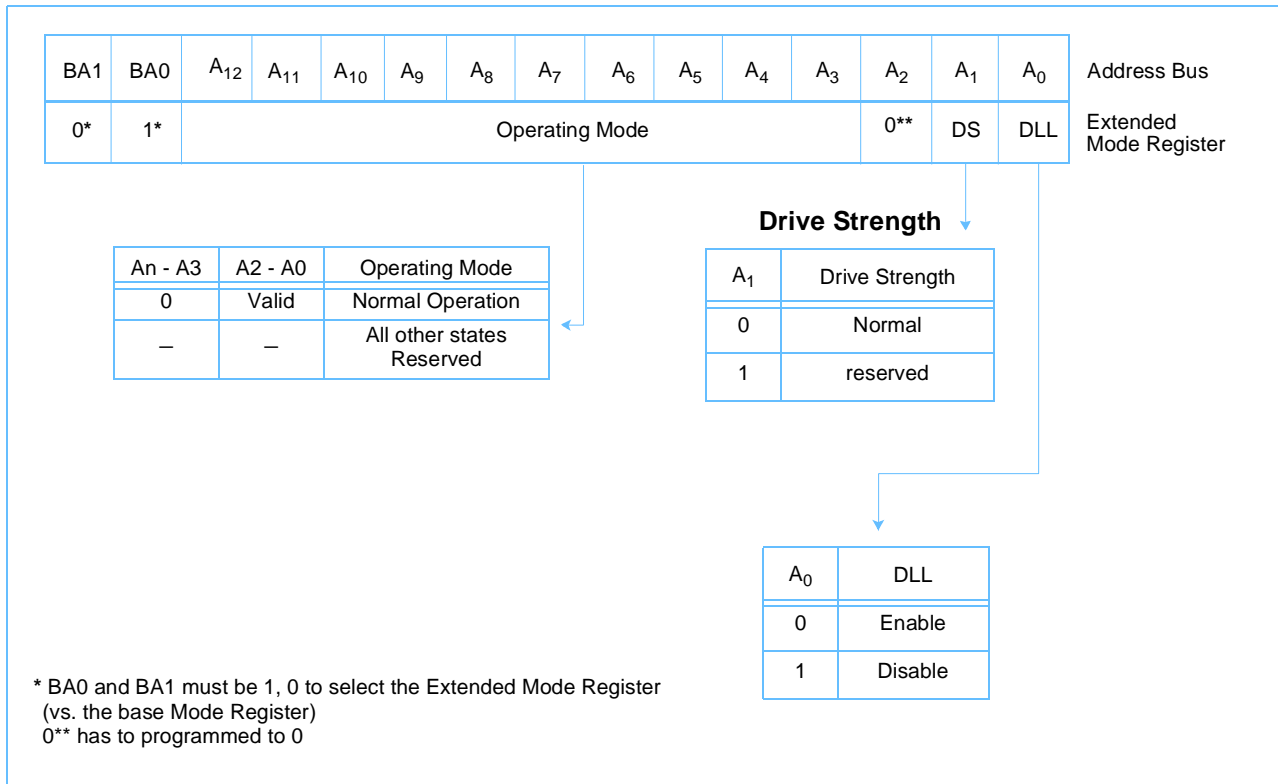 BA1 BA0 A12 A11 A10 A9 A8 A7 A6 A5 A4 A3 A2 A1 A0 Address Bus
0* 1* Operating Mode 0** DS DLL Extended
Mode Register
Drive Strength
An - A3 A2 - A0 Operating Mode
0 Valid Normal Operation
– – All other states
Reserved
A1 Drive Strength
0 Normal
1 reserved
A0 DLL
0 Enable
1 Disable
* BA0 and BA1 must be 1, 0 to select the Extended Mode Register
(vs. the base Mode Register)
0** has to programmed to 0